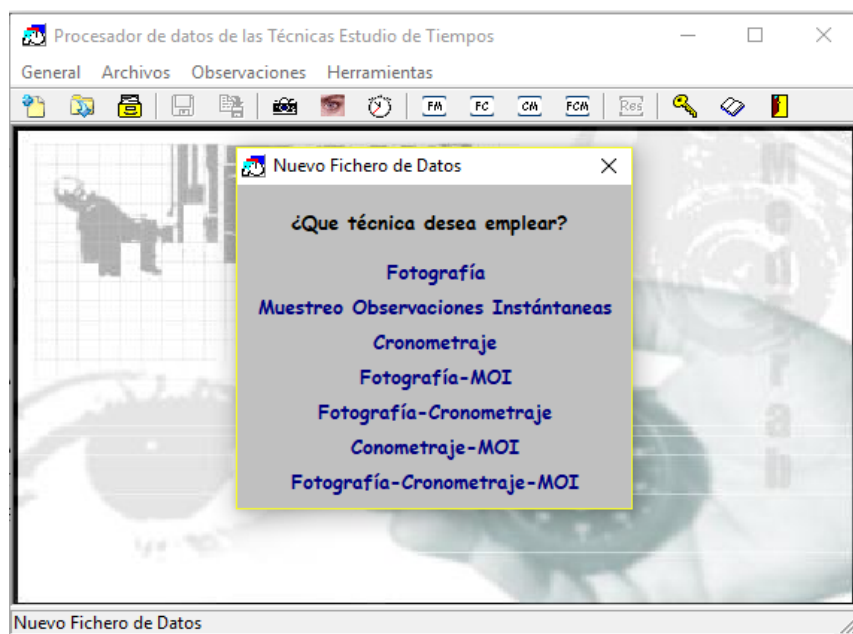 Procesador de datos de las Técnicas Estudio de Tiempos
General Archivos Observaciones Herramientas
FM FC CM FCM Res
Nuevo Fichero de Datos
¿Que técnica desea emplear?
Fotografía
Muestreo Observaciones Instántaneas
Cronometraje
Fotografía-MOI
Fotografía-Cronometraje
Conometraje-MOI
Fotografía-Cronometraje-MOI
Nuevo Fichero de Datos